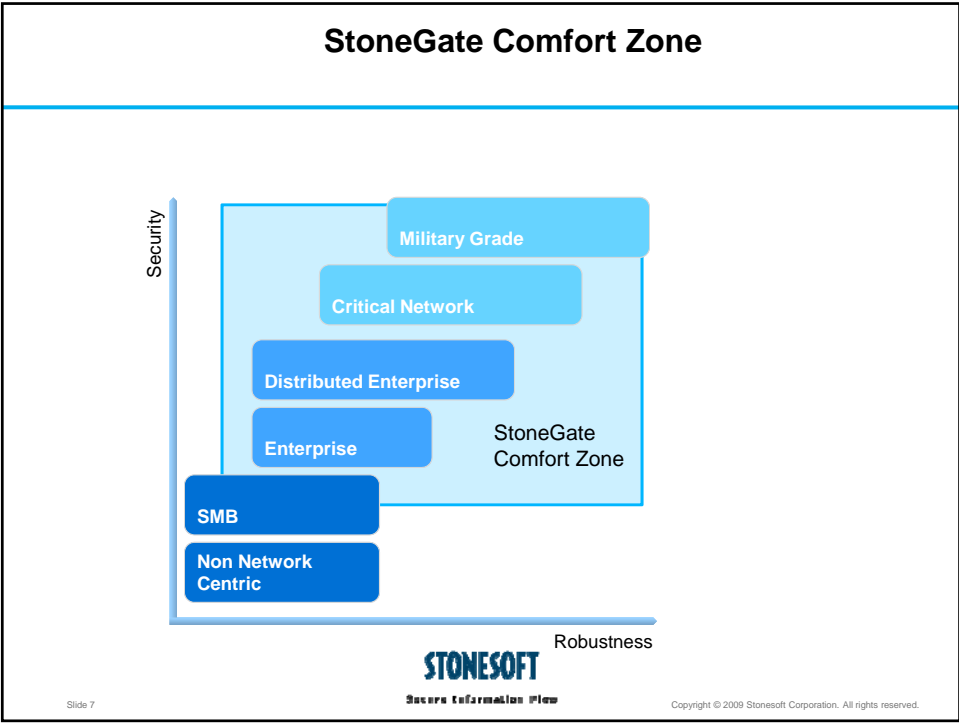 StoneGate Comfort Zone
Security
Military Grade
Critical Network
Distributed Enterprise
Enterprise
StoneGate
Comfort Zone
SMB
Non Network
Centric
Robustness
STONESOFT
Secure Information Flow
Slide 7
Copyright © 2009 Stonesoft Corporation. All rights reserved.